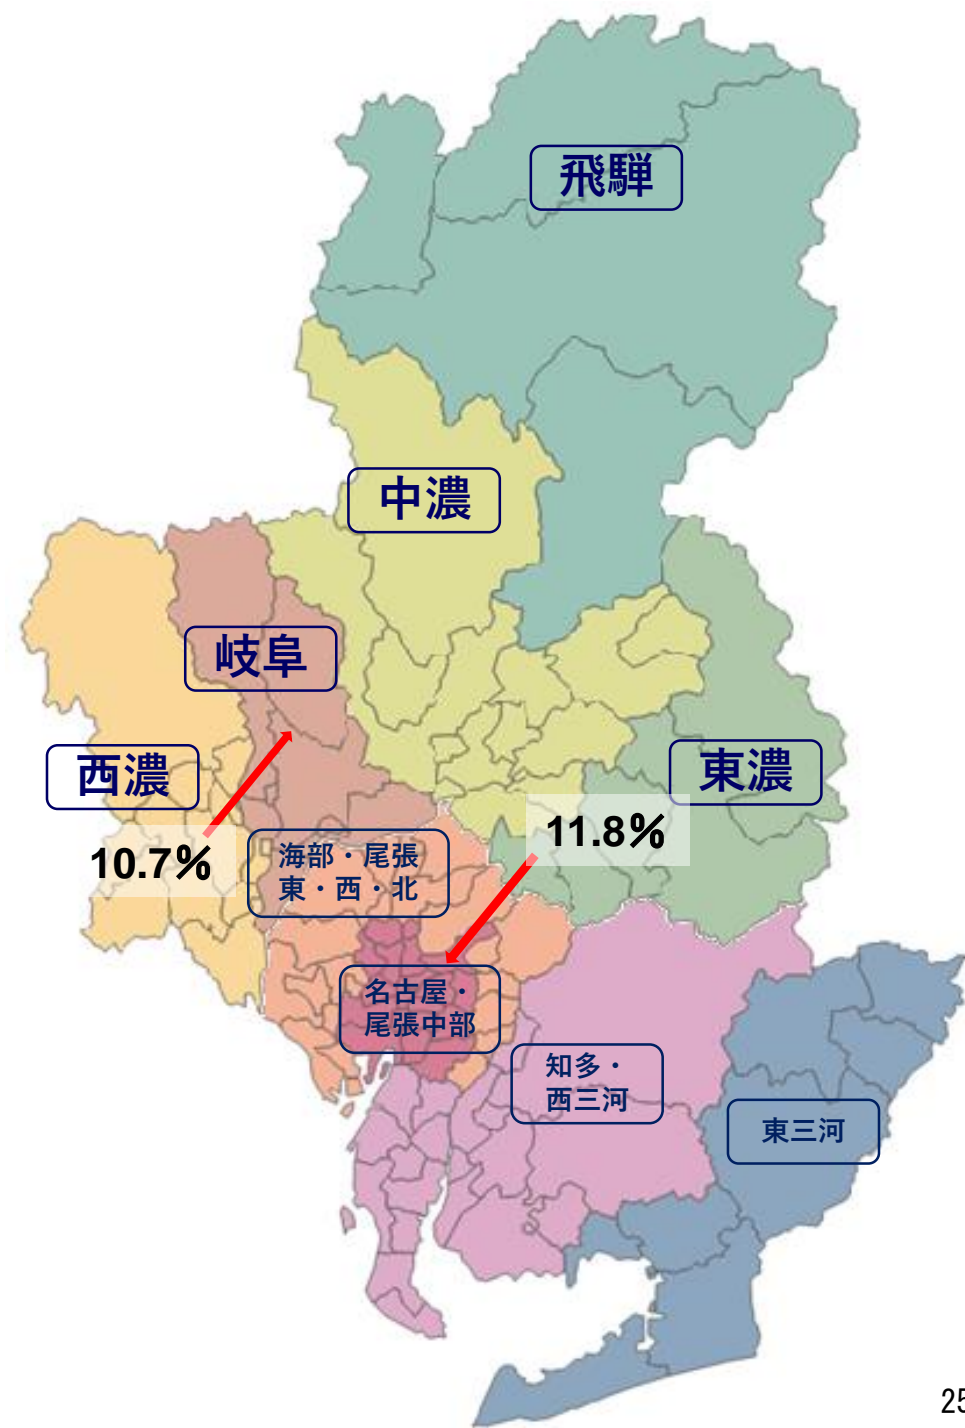 飛騨
中濃
岐阜
西濃
東濃
10.7%
11.8%
海部・尾張
東・西・北
名古屋・
尾張中部
知多・
西三河
東三河
25